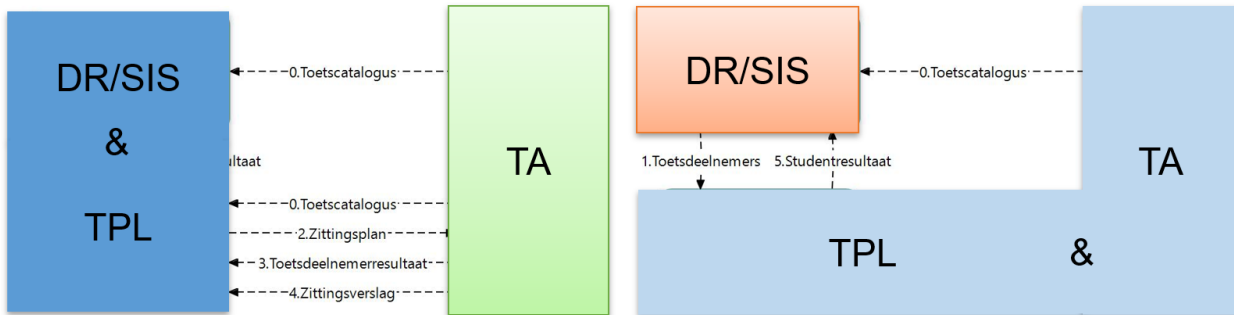 DR/SIS
&
TPL
0.Toetscatalogus
ultaat
0.Toetscatalogus
2.Zittingsplan
3.Toetsdeelnemerresultaat
4.Zittingsverslag
TA
DR/SIS
0.Toetscatalogus
1.Toetsdeelnemers
5.Studentresultaat
TA
TPL
&